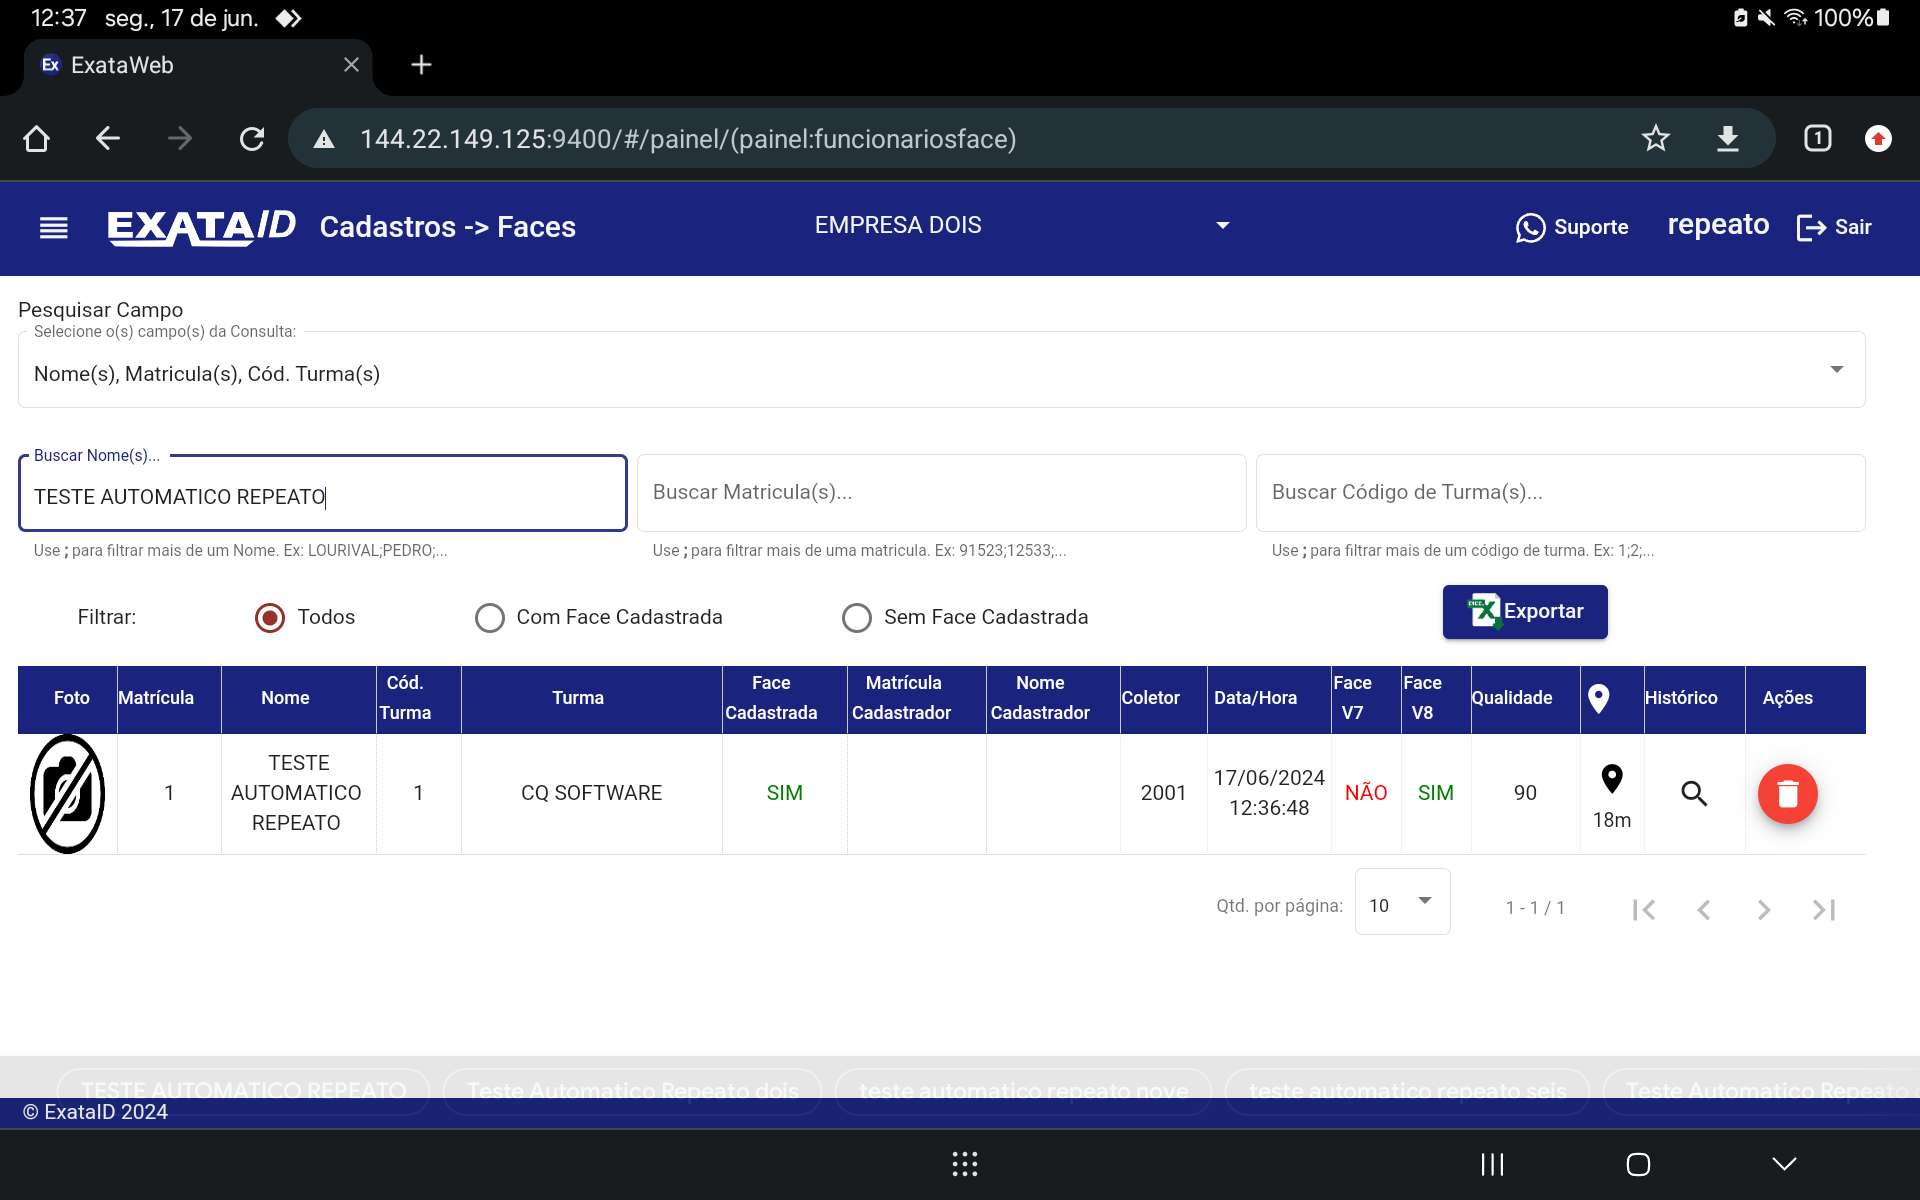 12:37 seg., 17 de jun. 100%
Ex ExataWeb
144.22.149.125:9400/#/painel/(painel:funcionariosface) 1
EXATA ID Cadastros -> Faces EMPRESA DOIS Suporte repeato Sair
Pesquisar Campo
Selecione o(s) campo(s) da Consulta:
Nome(s), Matricula(s), Cód. Turma(s)
Buscar Nome(s)...
TESTE AUTOMATICO REPEATO Buscar Matricula(s)... Buscar Código de Turma(s)...
Use ; para filtrar mais de um Nome. Ex: LOURIVAL;PEDRO;... Use ; para filtrar mais de uma matricula. Ex: 91523;12533;... Use ; para filtrar mais de um código de turma. Ex: 1;2;...
Filtrar: Todos Com Face Cadastrada Sem Face Cadastrada Exportar
Foto Matrícula Nome Cód. Turma Turma Face Cadastrada Matrícula Cadastrador Nome Cadastrador Coletor Data/Hora Face V7 Face V8 Qualidade Histórico Ações
1 TESTE AUTOMATICO REPEATO 1 CQ SOFTWARE SIM 2001 17/06/2024 12:36:48 NÃO SIM 90 18m
Qtd. por página: 10 1 - 1 / 1
TESTE AUTOMATICO REPEATO Teste Automatico Repeato dois teste automatico repeato nove teste automatico repeato seis Teste Automatico Repeato
© ExataID 2024